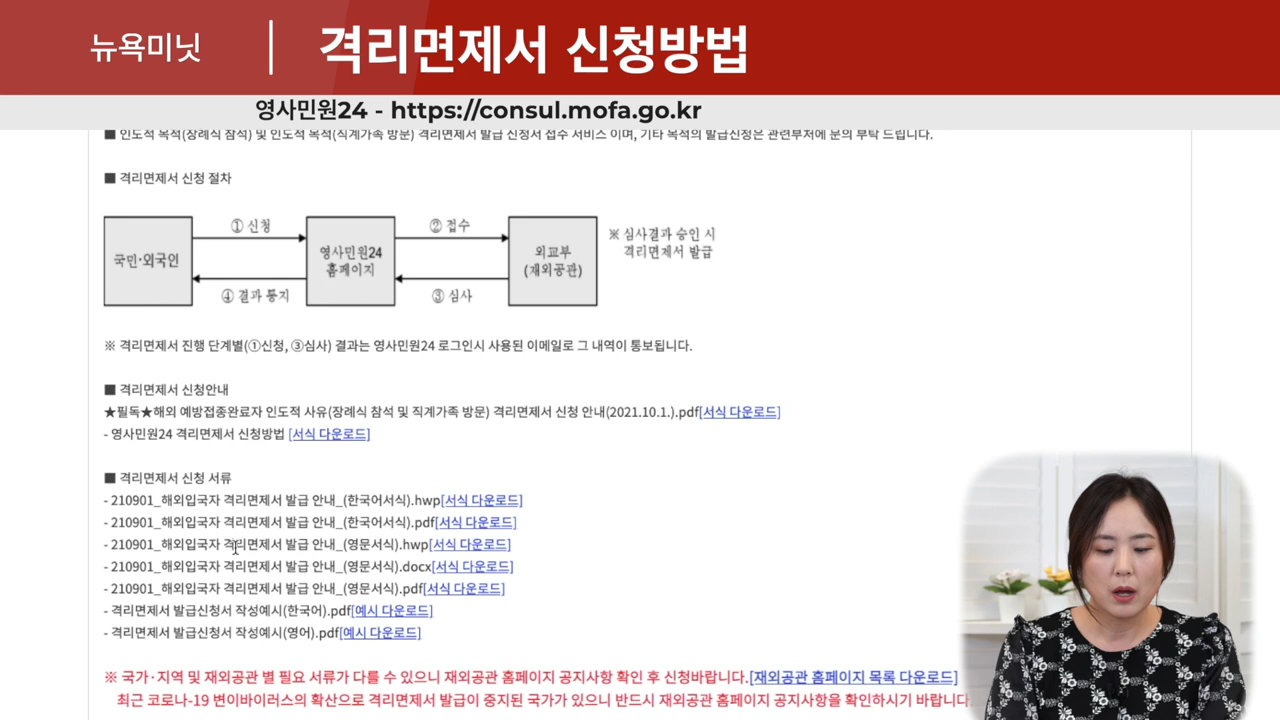 뉴욕미닛
격리면제서 신청방법
영사민원24 - https://consul.mofa.go.kr
■ 인도적 목적(장례식 참석) 및 인도적 목적(직계가족 방문) 격리면제서 발급 신청서 접수 서비스 이며, 기타 목적의 발급신청은 관련부처에 문의 부탁 드립니다.
■ 격리면제서 신청 절차
① 신청
② 접수
국민·외국인
영사민원24
홈페이지
외교부
(재외공관)
※ 심사결과 승인 시
격리면제서 발급
④ 결과 통지
③ 심사
※ 격리면제서 진행 단계별(①신청, ③심사) 결과는 영사민원24 로그인시 사용된 이메일로 그 내역이 통보됩니다.
■ 격리면제서 신청안내
★필독★해외 예방접종완료자 인도적 사유(장례식 참석 및 직계가족 방문) 격리면제서 신청 안내(2021.10.1.).pdf[서식 다운로드]
- 영사민원24 격리면제서 신청방법 [서식 다운로드]
■ 격리면제서 신청 서류
- 210901_해외입국자 격리면제서 발급 안내_(한국어서식).hwp[서식 다운로드]
- 210901_해외입국자 격리면제서 발급 안내_(한국어서식).pdf[서식 다운로드]
- 210901_해외입국자 격리면제서 발급 안내_(영문서식).hwp[서식 다운로드]
- 210901_해외입국자 격리면제서 발급 안내_(영문서식).docx[서식 다운로드]
- 210901_해외입국자 격리면제서 발급 안내_(영문서식).pdf[서식 다운로드]
- 격리면제서 발급신청서 작성예시(한국어).pdf[예시 다운로드]
- 격리면제서 발급신청서 작성예시(영어).pdf[예시 다운로드]
※ 국가·지역 및 재외공관 별 필요 서류가 다를 수 있으니 재외공관 홈페이지 공지사항 확인 후 신청바랍니다.[재외공관 홈페이지 목록 다운로드]
최근 코로나-19 변이바이러스의 확산으로 격리면제서 발급이 중지된 국가가 있으니 반드시 재외공관 홈페이지 공지사항을 확인하시기 바랍니다.